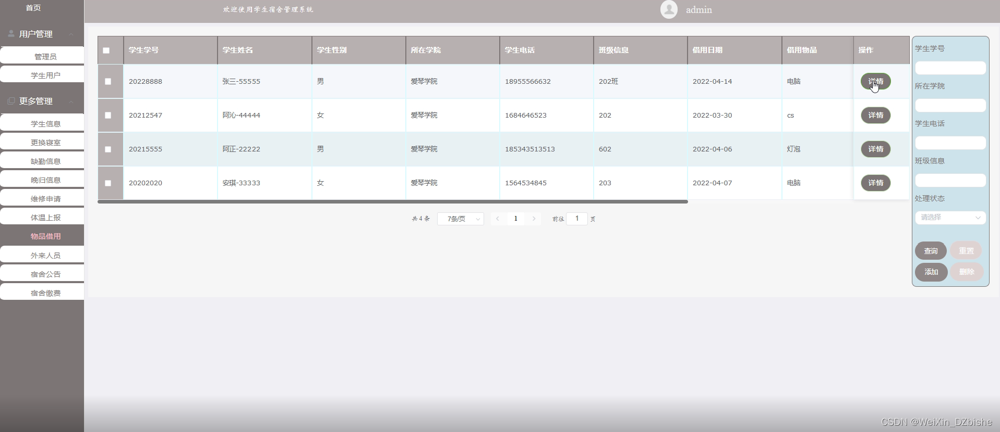 首页
用户管理
管理员
学生用户
更多管理
学生信息
更换寝室
缺勤信息
晚归信息
维修申请
体温上报
物品借用
外来人员
宿舍公告
宿舍缴费
欢迎使用学生宿舍管理系统 admin
学生学号 学生姓名 学生性别 所在学院 学生电话 班级信息 借用日期 借用物品 操作
20228888 张三-55555 男 爱琴学院 18955566632 202班 2022-04-14 电脑 详情
20212547 阿沁-44444 女 爱琴学院 1684646523 202 2022-03-30 cs 详情
20215555 阿正-22222 男 爱琴学院 185343513513 602 2022-04-06 灯泡 详情
20202020 安琪-33333 女 爱琴学院 1564534845 203 2022-04-07 电脑 详情
共 4 条 7条/页 1 前往 1 页
学生学号
所在学院
学生电话
班级信息
处理状态
请选择
查询 重置
添加 删除
CSDN @WeiXin_DZbishe